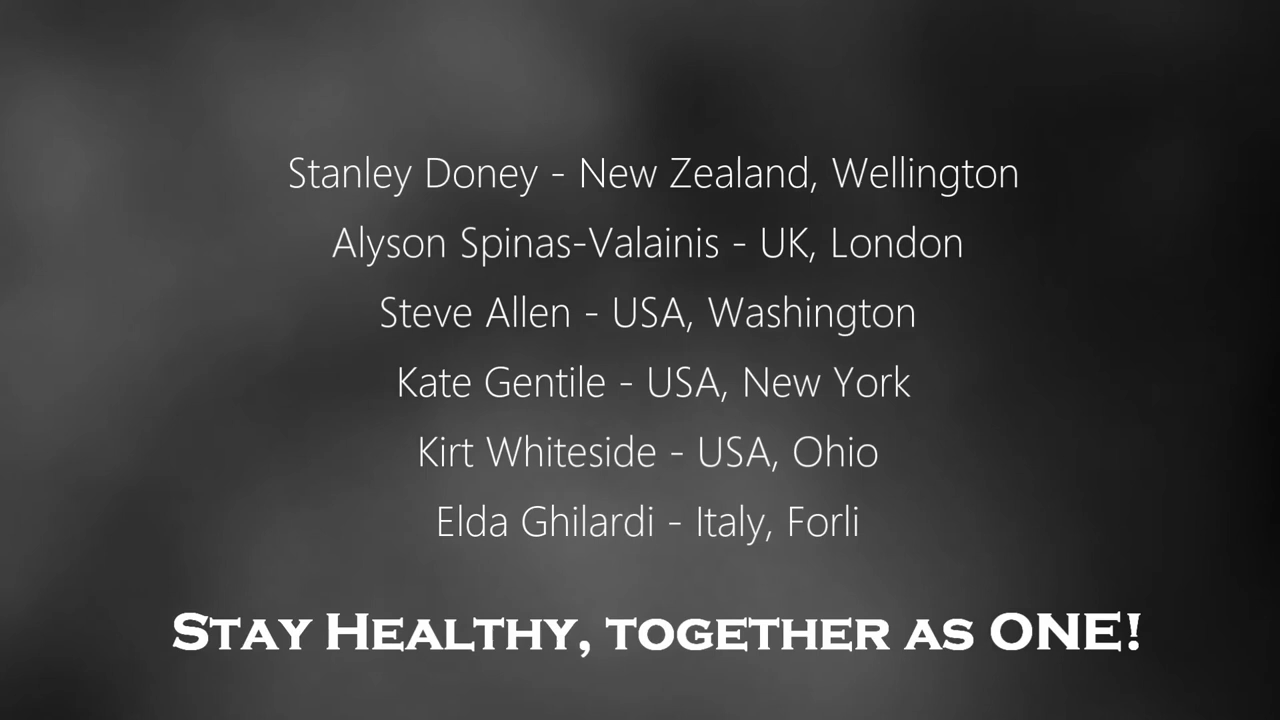 Stanley Doney - New Zealand, Wellington
Alyson Spinas-Valainis - UK, London
Steve Allen - USA, Washington
Kate Gentile - USA, New York
Kirt Whiteside - USA, Ohio
Elda Ghilardi - Italy, Forli
Stay Healthy, together as ONE!